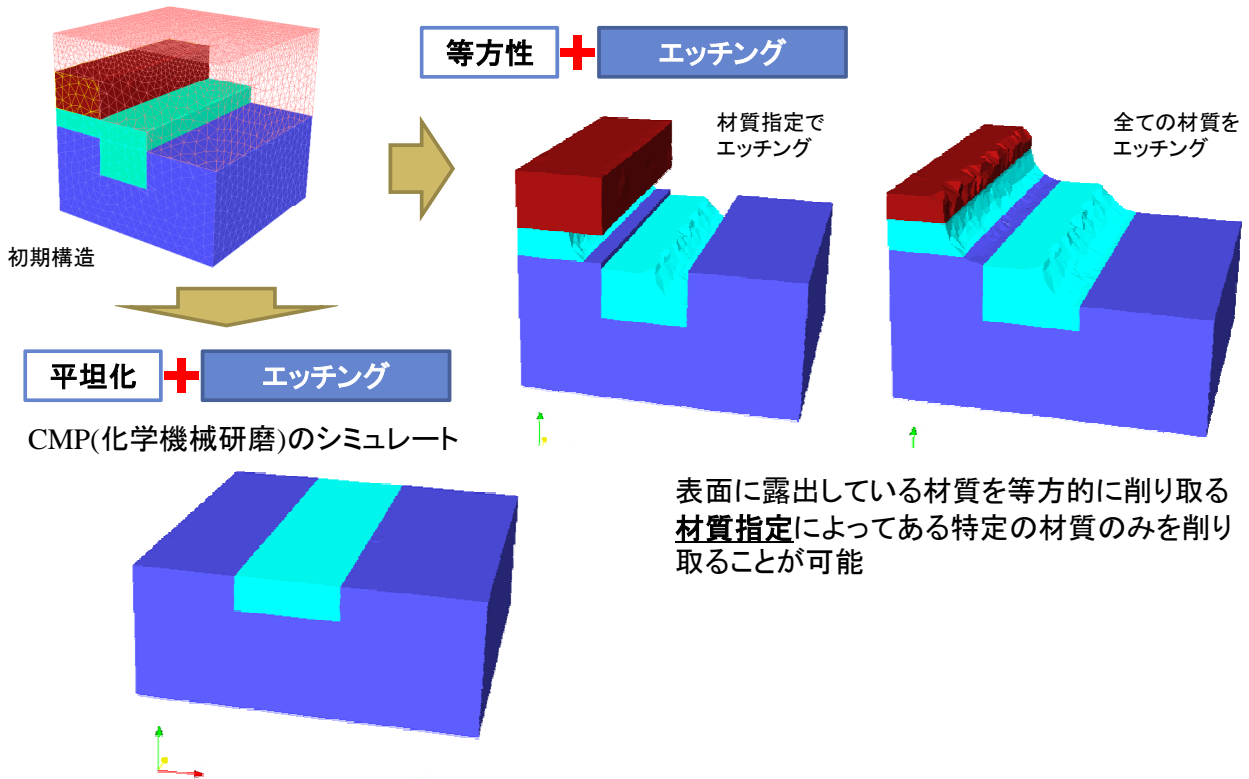 等方性
エッチング
材質指定で
エッチング
全ての材質を
エッチング
初期構造
平坦化
エッチング
CMP(化学機械研磨)のシミュレート
表面に露出している材質を等方的に削り取る
材質指定によってある特定の材質のみを削り
取ることが可能